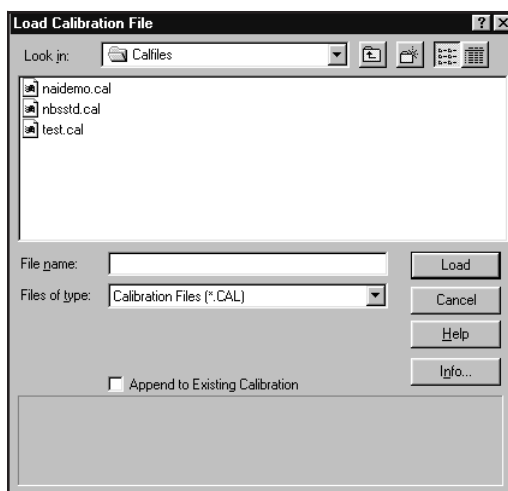 Load Calibration File
Look in: Calfiles
naidemo.cal
nbsstd.cal
test.cal
File name: Load
Files of type: Calibration Files (*.CAL) Cancel
Help
Info...
Append to Existing Calibration